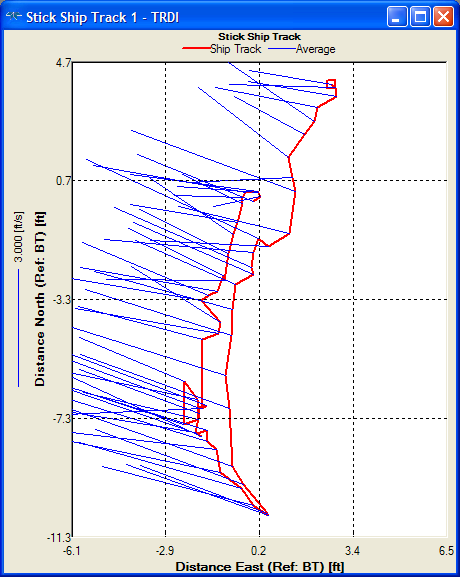 Stick Ship Track 1 - TRDI
Stick Ship Track
Ship Track Average
4.7
0.7
-3.3
-7.3
-11.3
Distance North (Ref: BT) [ft]
3.000 [ft/s]
-6.1 -2.9 0.2 3.4 6.5
Distance East (Ref: BT) [ft]